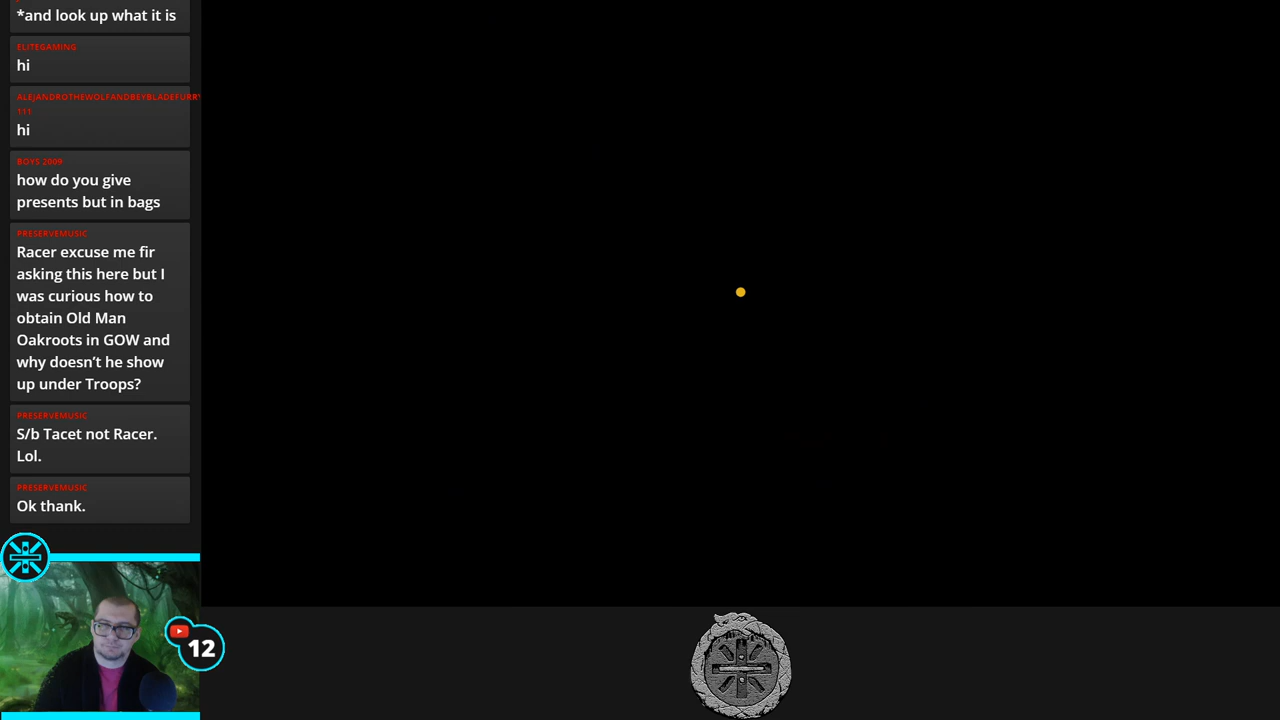 *and look up what it is
ELITEGAMING
hi
ALEJANDROTHEWOLFANDBEYBLADEFURRY
111
hi
BOYS 2009
how do you give
presents but in bags
PRESERVEMUSIC
Racer excuse me fir
asking this here but I
was curious how to
obtain Old Man
Oakroots in GOW and
why doesn't he show
up under Troops?
PRESERVEMUSIC
S/b Tacet not Racer.
Lol.
PRESERVEMUSIC
Ok thank.
12